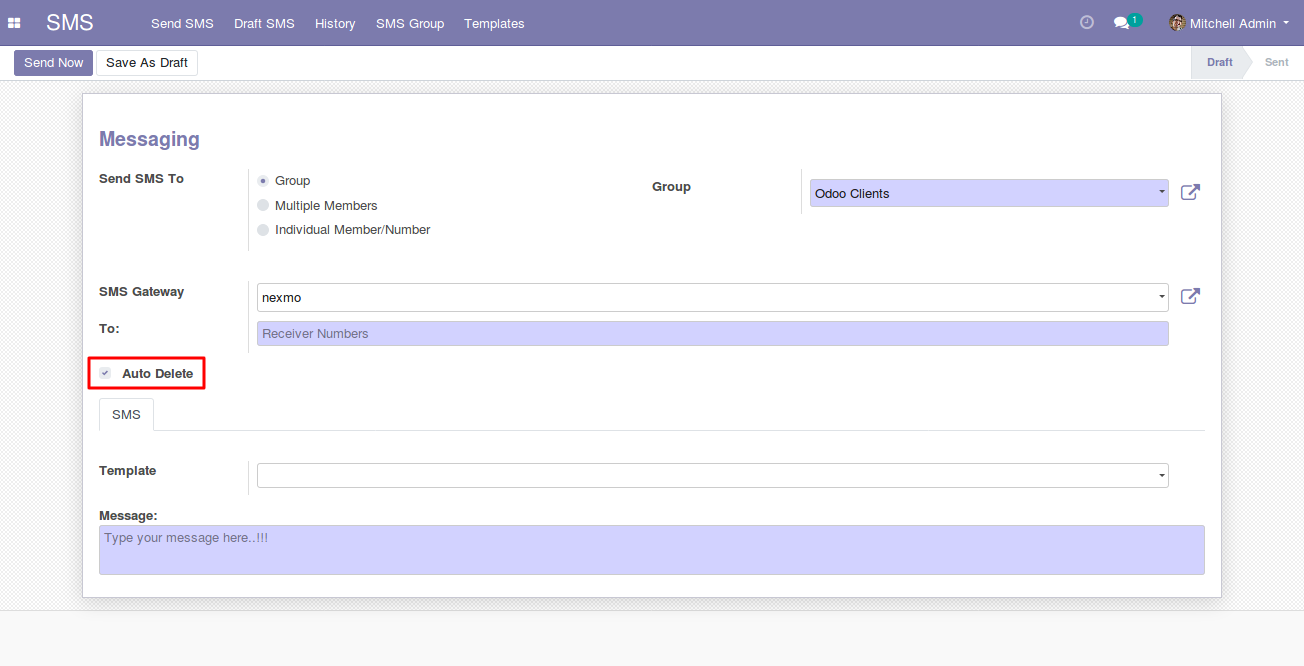 SMS Send SMS Draft SMS History SMS Group Templates 1 Mitchell Admin
Send Now Save As Draft Draft Sent
Messaging
Send SMS To Group Group Odoo Clients
Multiple Members
Individual Member/Number
SMS Gateway nexmo
To: Receiver Numbers
Auto Delete
SMS
Template
Message:
Type your message here..!!!